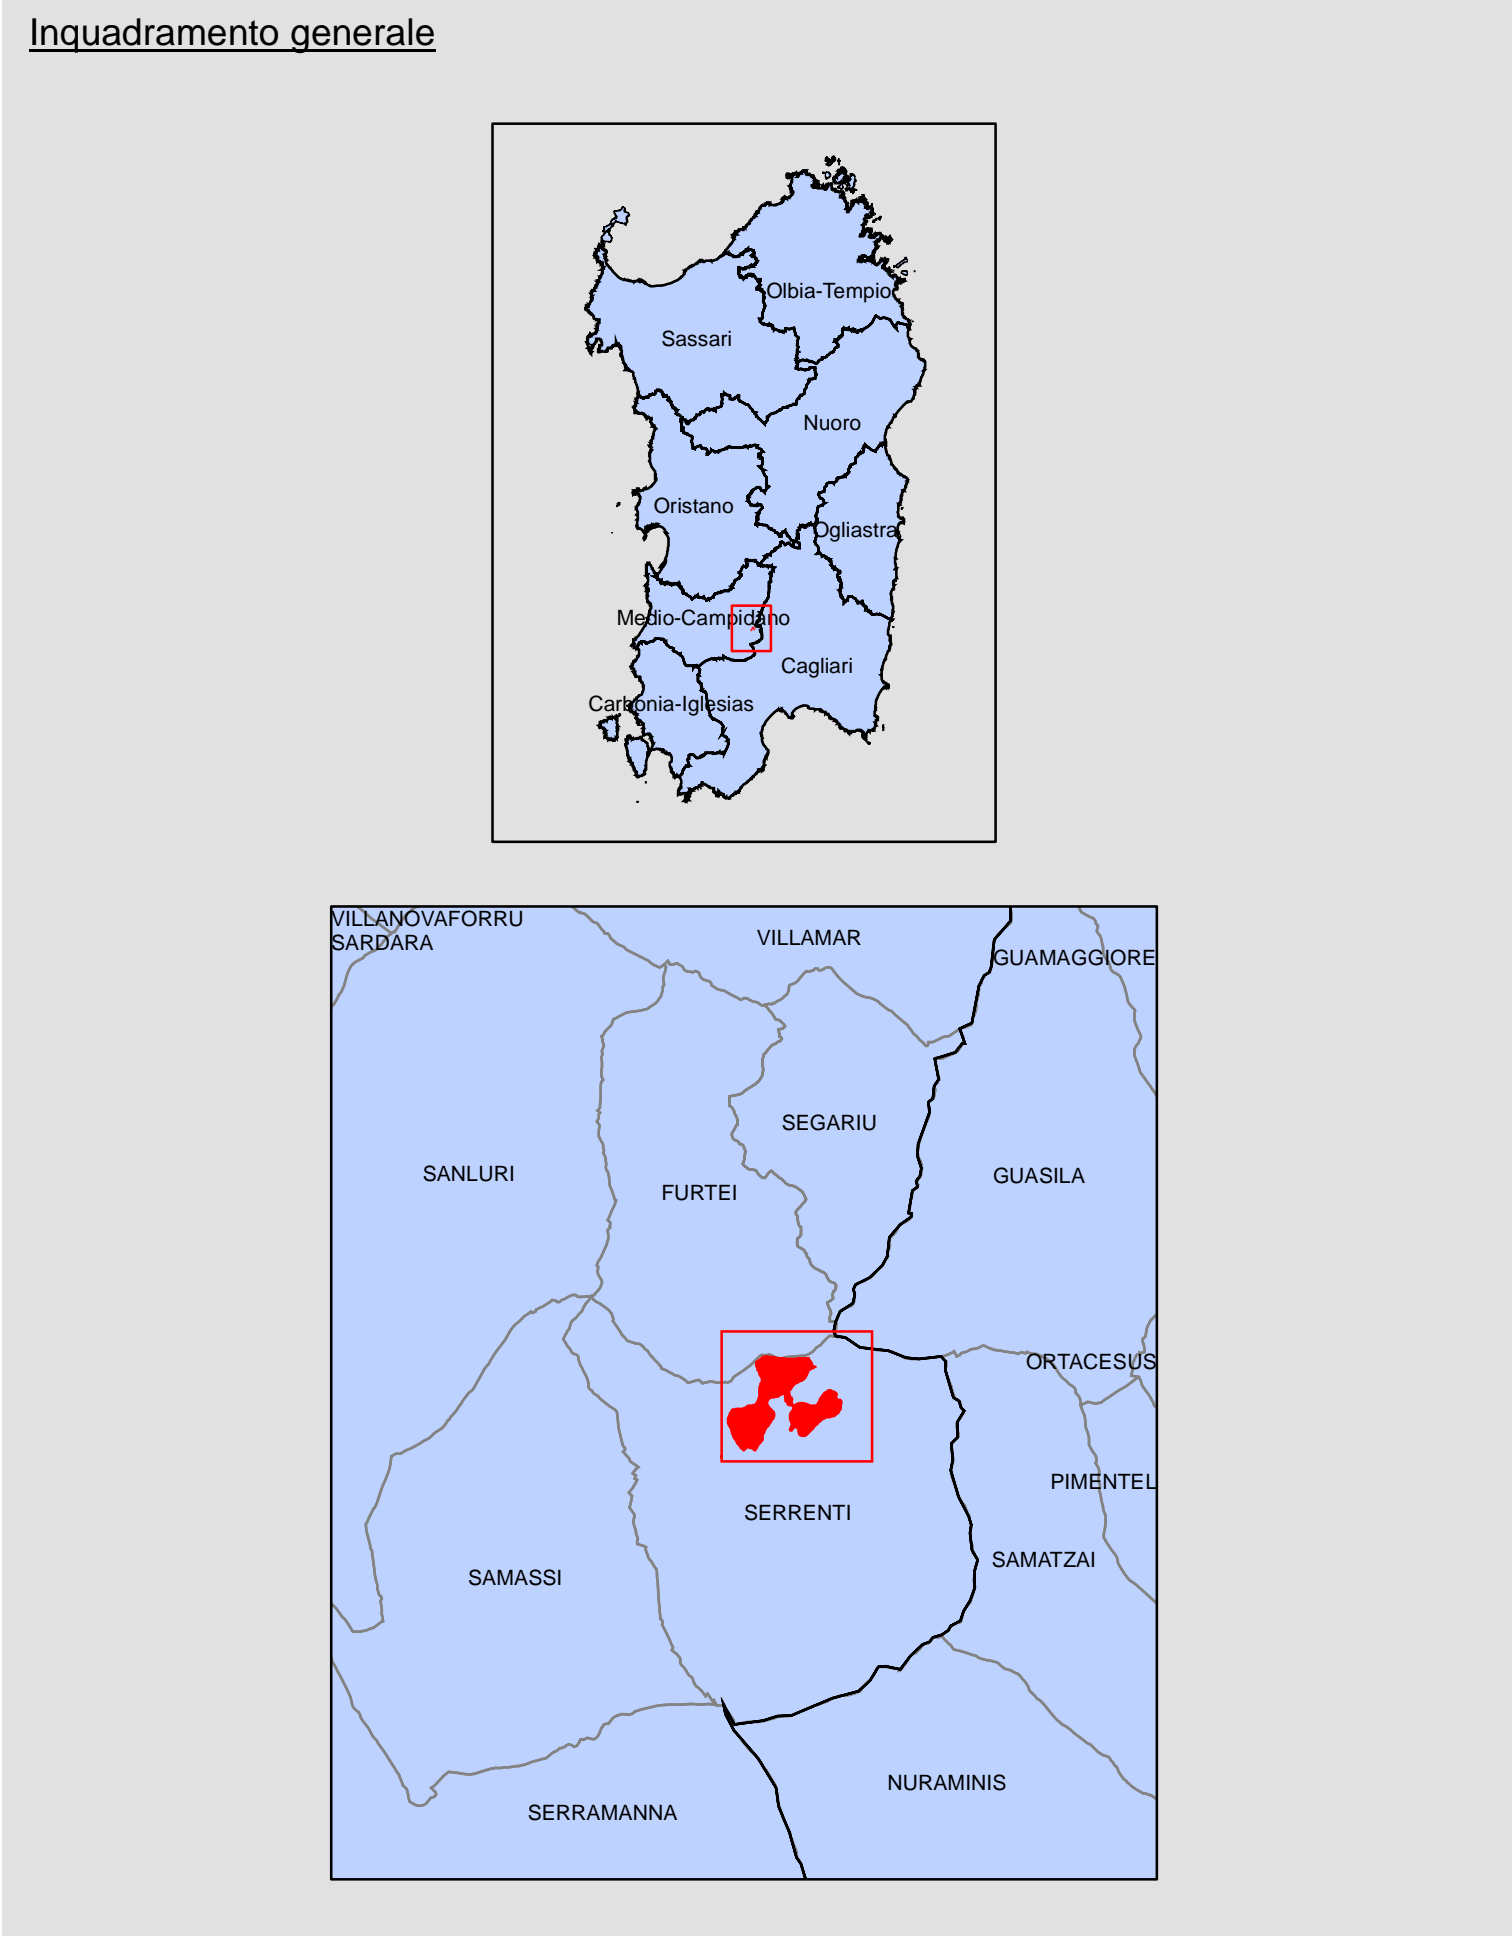 Inquadramento generale
Olbia-Tempio
Sassari
Nuoro
Oristano
Ogliastra
Medio-Campidano
Cagliari
Carbonia-Iglesias
VILLANOVAFORRU
SARDARA
VILLAMAR
GUAMAGGIORE
SEGARIU
SANLURI
GUASILA
FURTEI
ORTACESUS
PIMENTEL
SERRENTI
SAMATZAI
SAMASSI
NURAMINIS
SERRAMANNA